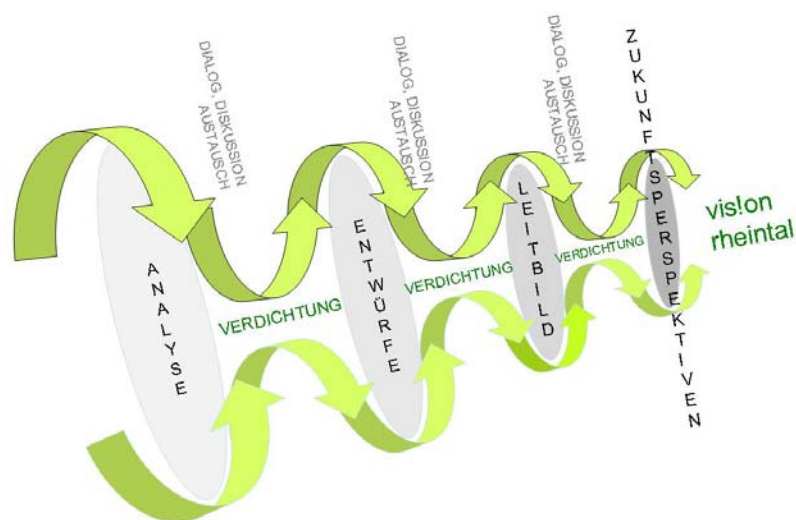 DIALOG, DISKUSSION
AUSTAUSCH
DIALOG, DISKUSSION
AUSTAUSCH
DIALOG, DISKUSSION
AUSTAUSCH
ANALYSE
VERDICHTUNG
ENTWÜRFE
VERDICHTUNG
LEITBILD
VERDICHTUNG
ZUKUNFTSPERSPEKTIVEN
vis!on
rheintal